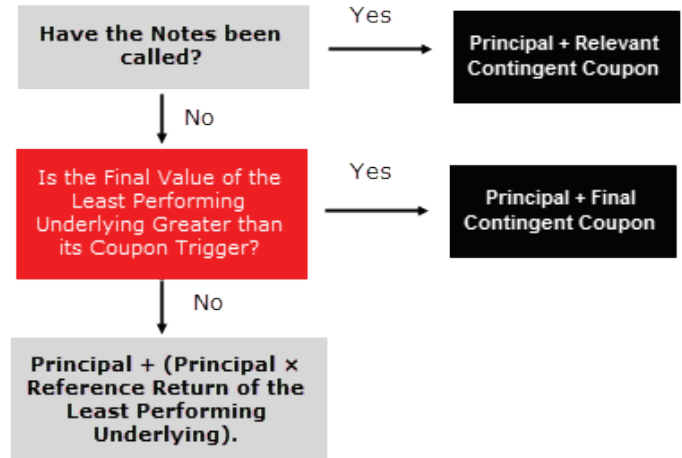 Have the Notes been
called?
Yes
Principal + Relevant
Contingent Coupon
No
Is the Final Value of the
Least Performing
Underlying Greater than
its Coupon Trigger?
Yes
Principal + Final
Contingent Coupon
No
Principal + (Principal ×
Reference Return of the
Least Performing
Underlying).